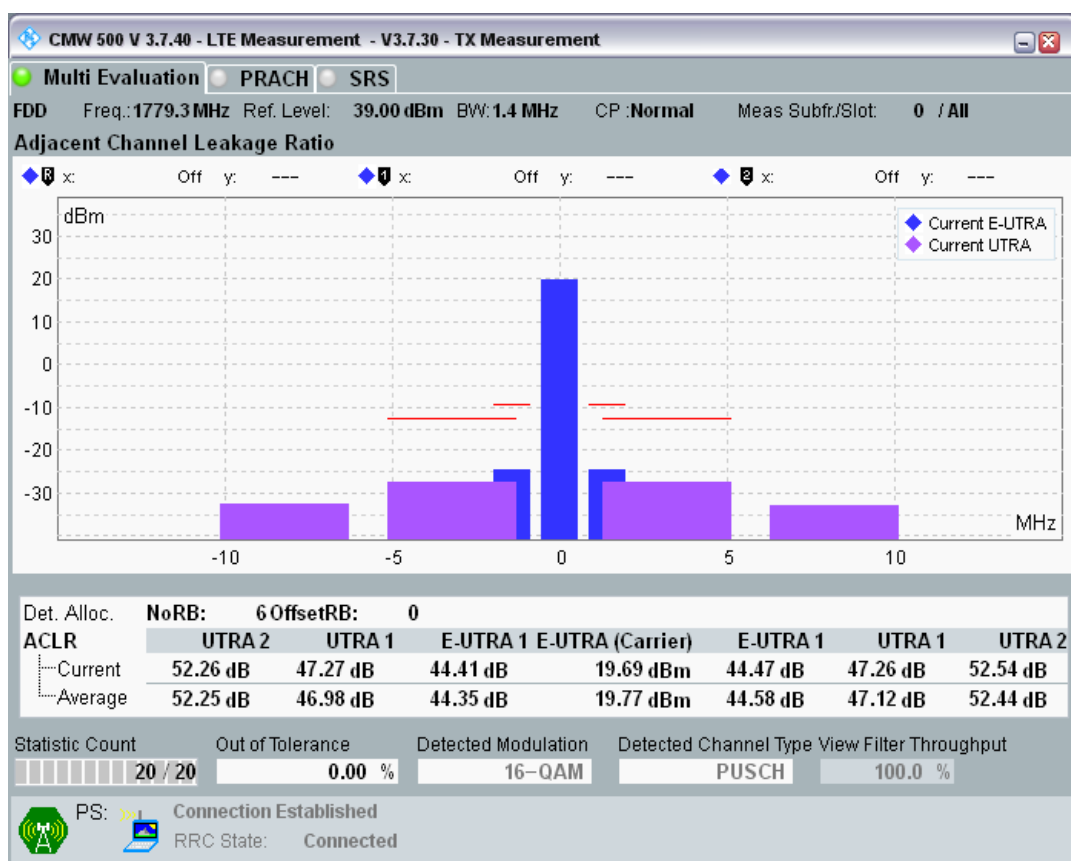 CMW 500 V 3.7.40 - LTE Measurement - V3.7.30 - TX Measurement
Multi Evaluation PRACH SRS
FDD Freq.: 1779.3 MHz Ref. Level: 39.00 dBm BW: 1.4 MHz CP :Normal Meas Subfr./Slot: 0 / All
Adjacent Channel Leakage Ratio
R x: Off y: --- 1 x: Off y: --- 2 x: Off y: ---
dBm
Current E-UTRA
Current UTRA
30
20
10
0
-10
-20
-30
MHz
-10 -5 0 5 10
Det. Alloc. NoRB: 6 OffsetRB: 0
ACLR UTRA 2 UTRA 1 E-UTRA 1 E-UTRA (Carrier) E-UTRA 1 UTRA 1 UTRA 2
Current 52.26 dB 47.27 dB 44.41 dB 19.69 dBm 44.47 dB 47.26 dB 52.54 dB
Average 52.25 dB 46.98 dB 44.35 dB 19.77 dBm 44.58 dB 47.12 dB 52.44 dB
Statistic Count Out of Tolerance Detected Modulation Detected Channel Type View Filter Throughput
20 / 20 0.00 % 16-QAM PUSCH 100.0 %
PS: Connection Established
RRC State: Connected